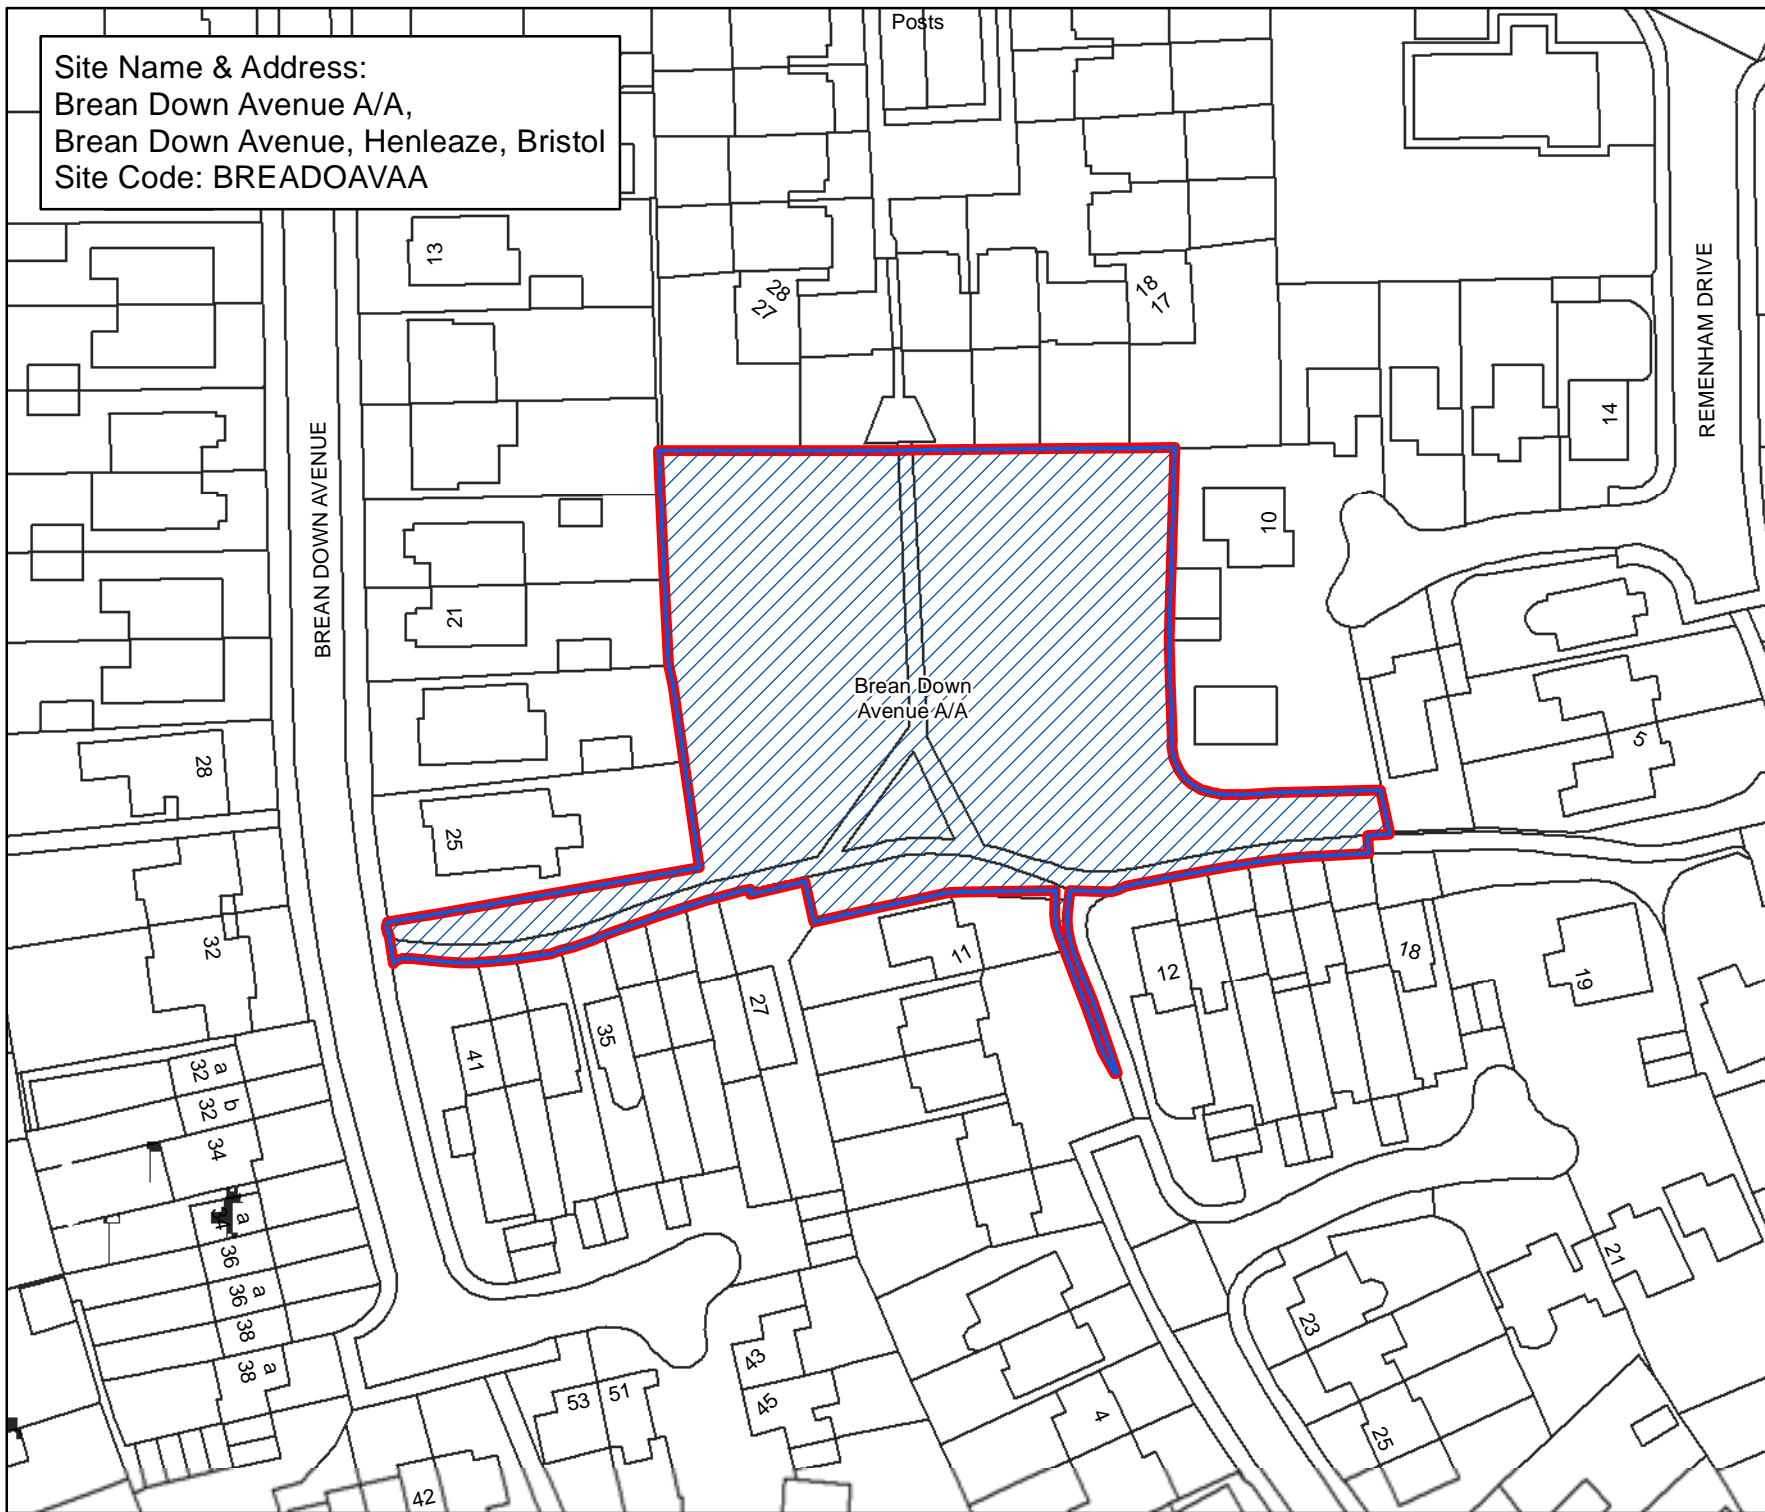 Posts
Site Name & Address:
Brean Down Avenue A/A,
Brean Down Avenue, Henleaze, Bristol
Site Code: BREADOAVAA
13
28
27
18
17
REMENHAM DRIVE
14
BREAN DOWN AVENUE
10
21
Brean Down
Avenue A/A
5
28
25
32
11
18
12
19
27
35
41
32 a
32 b
34
34 a
36
36 a
38
38 a
21
23
43
45
53
51
4
25
42